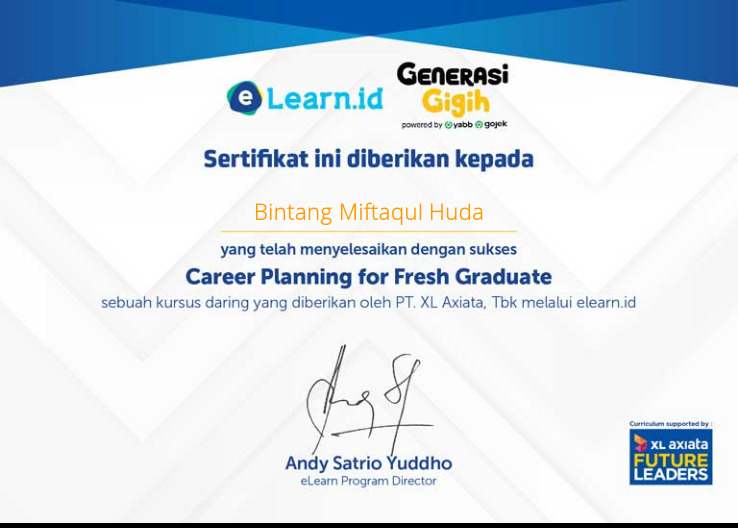 e Learn.id
GENERASI
Gigih
powered by yabb gojek
Sertifikat ini diberikan kepada
Bintang Miftaqul Huda
yang telah menyelesaikan dengan sukses
Career Planning for Fresh Graduate
sebuah kursus daring yang diberikan oleh PT. XL Axiata, Tbk melalui elearn.id
Andy Satrio Yuddho
eLearn Program Director
Curriculum supported by :
XL axiata
FUTURE
LEADERS